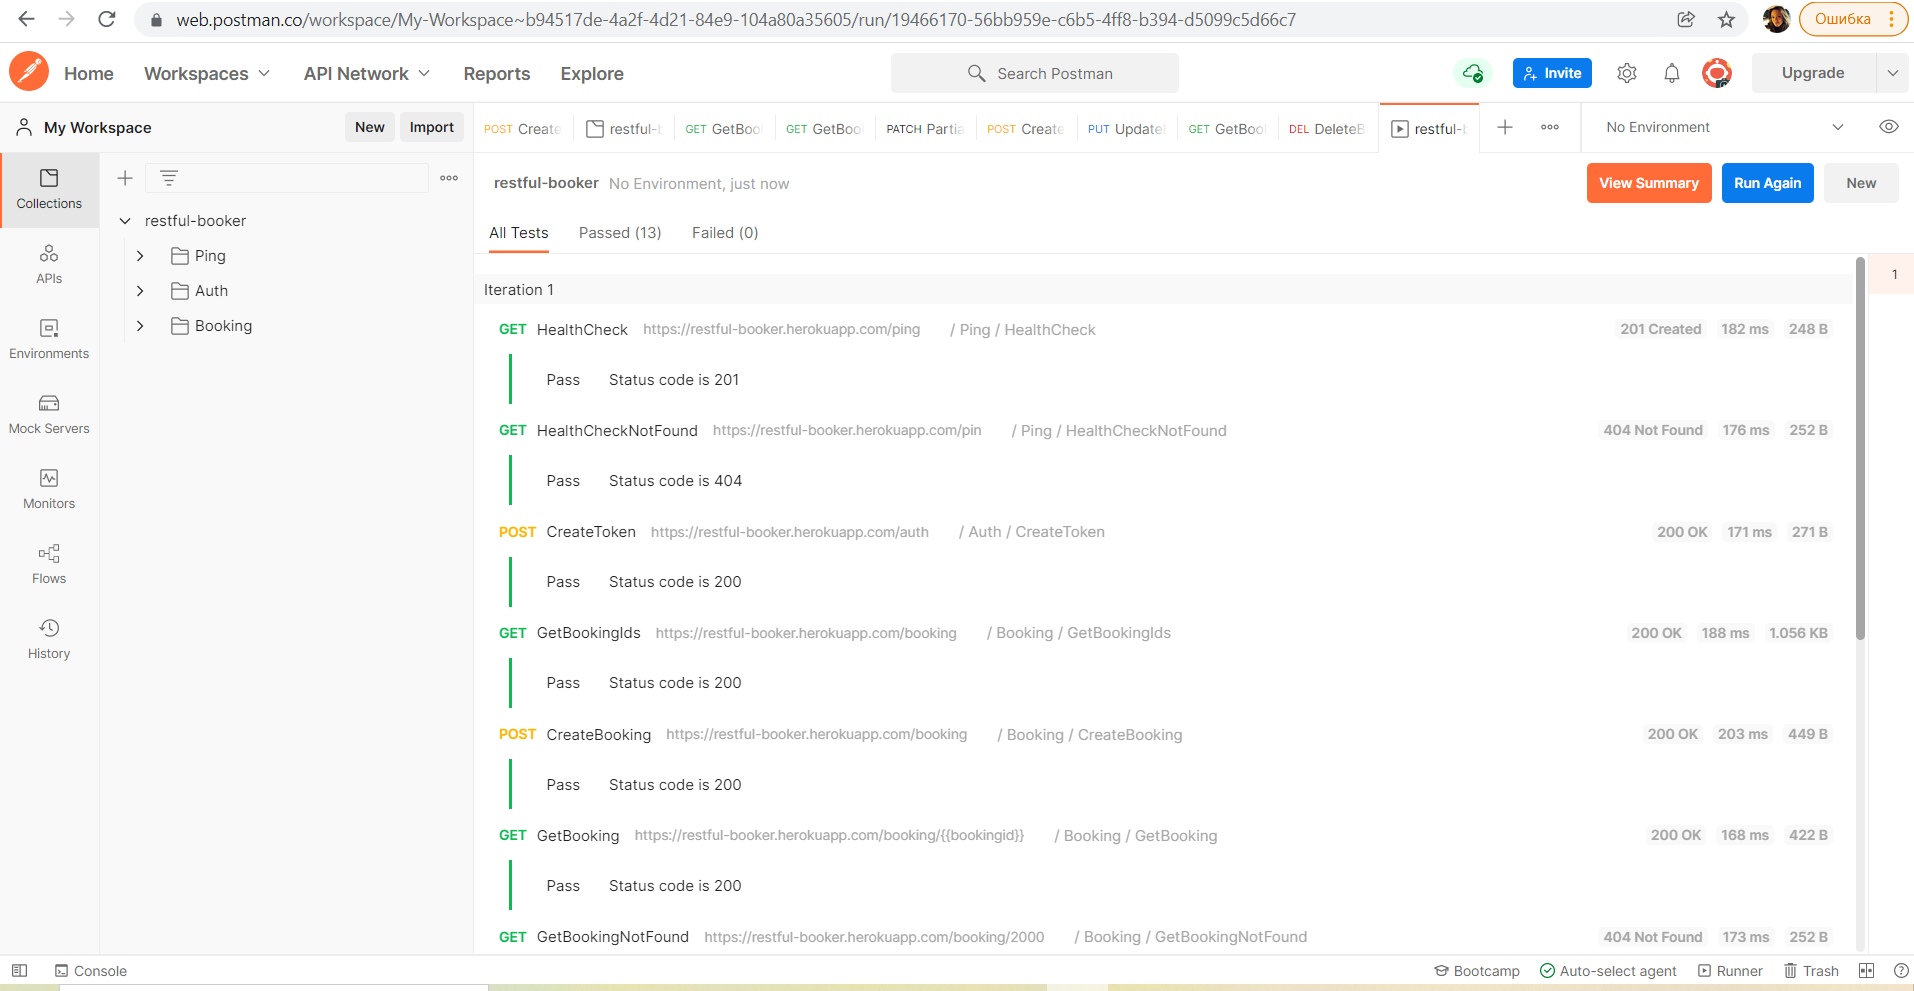 web.postman.co/workspace/My-Workspace~b94517de-4a2f-4d21-84e9-104a80a35605/run/19466170-56bb959e-c6b5-4ff8-b394-d5099c5d66c7
Ошибка
Home Workspaces API Network Reports Explore
Search Postman
Invite
Upgrade
My Workspace
New Import
POST Create
restful-b
GET GetBoo
GET GetBoo
PATCH Partia
POST Create
PUT Update
GET GetBoo
DEL DeleteB
restful-b
No Environment
Collections
APIs
Environments
Mock Servers
Monitors
Flows
History
restful-booker
Ping
Auth
Booking
restful-booker No Environment, just now
View Summary Run Again New
All Tests Passed (13) Failed (0)
1
Iteration 1
GET HealthCheck https://restful-booker.herokuapp.com/ping / Ping / HealthCheck 201 Created 182 ms 248 B
Pass Status code is 201
GET HealthCheckNotFound https://restful-booker.herokuapp.com/pin / Ping / HealthCheckNotFound 404 Not Found 176 ms 252 B
Pass Status code is 404
POST CreateToken https://restful-booker.herokuapp.com/auth / Auth / CreateToken 200 OK 171 ms 271 B
Pass Status code is 200
GET GetBookingIds https://restful-booker.herokuapp.com/booking / Booking / GetBookingIds 200 OK 188 ms 1.056 KB
Pass Status code is 200
POST CreateBooking https://restful-booker.herokuapp.com/booking / Booking / CreateBooking 200 OK 203 ms 449 B
Pass Status code is 200
GET GetBooking https://restful-booker.herokuapp.com/booking/{{bookingid}} / Booking / GetBooking 200 OK 168 ms 422 B
Pass Status code is 200
GET GetBookingNotFound https://restful-booker.herokuapp.com/booking/2000 / Booking / GetBookingNotFound 404 Not Found 173 ms 252 B
Console
Bootcamp Auto-select agent Runner Trash